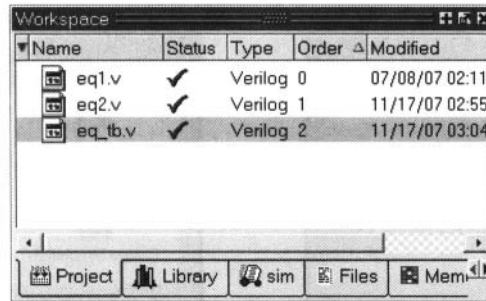 Workspace
Name Status Type Order Modified
eq1.v Verilog 0 07/08/07 02:11
eq2.v Verilog 1 11/17/07 02:55
eq_tb.v Verilog 2 11/17/07 03:04
Project Library sim Files Mem